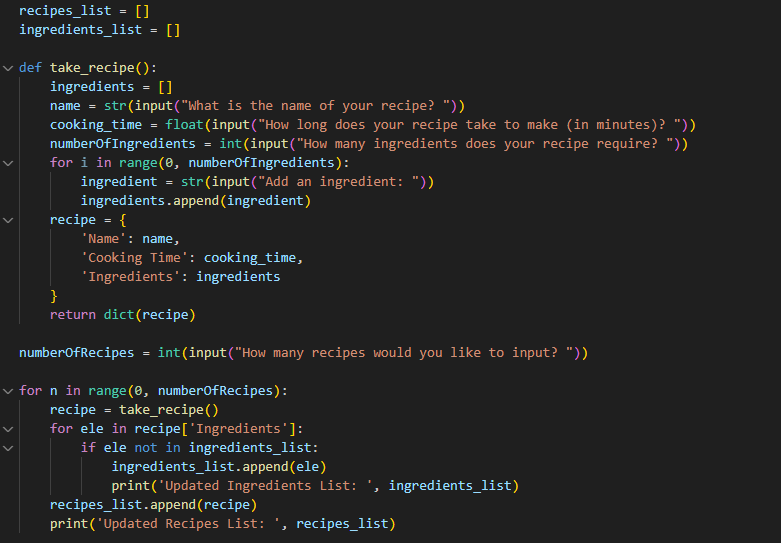 recipes_list = []
ingredients_list = []

def take_recipe():
    ingredients = []
    name = str(input("What is the name of your recipe? "))
    cooking_time = float(input("How long does your recipe take to make (in minutes)? "))
    numberOfIngredients = int(input("How many ingredients does your recipe require? "))
    for i in range(0, numberOfIngredients):
        ingredient = str(input("Add an ingredient: "))
        ingredients.append(ingredient)
    recipe = {
        'Name': name,
        'Cooking Time': cooking_time,
        'Ingredients': ingredients
    }
    return dict(recipe)

numberOfRecipes = int(input("How many recipes would you like to input? "))

for n in range(0, numberOfRecipes):
    recipe = take_recipe()
    for ele in recipe['Ingredients']:
        if ele not in ingredients_list:
            ingredients_list.append(ele)
            print('Updated Ingredients List: ', ingredients_list)
    recipes_list.append(recipe)
    print('Updated Recipes List: ', recipes_list)